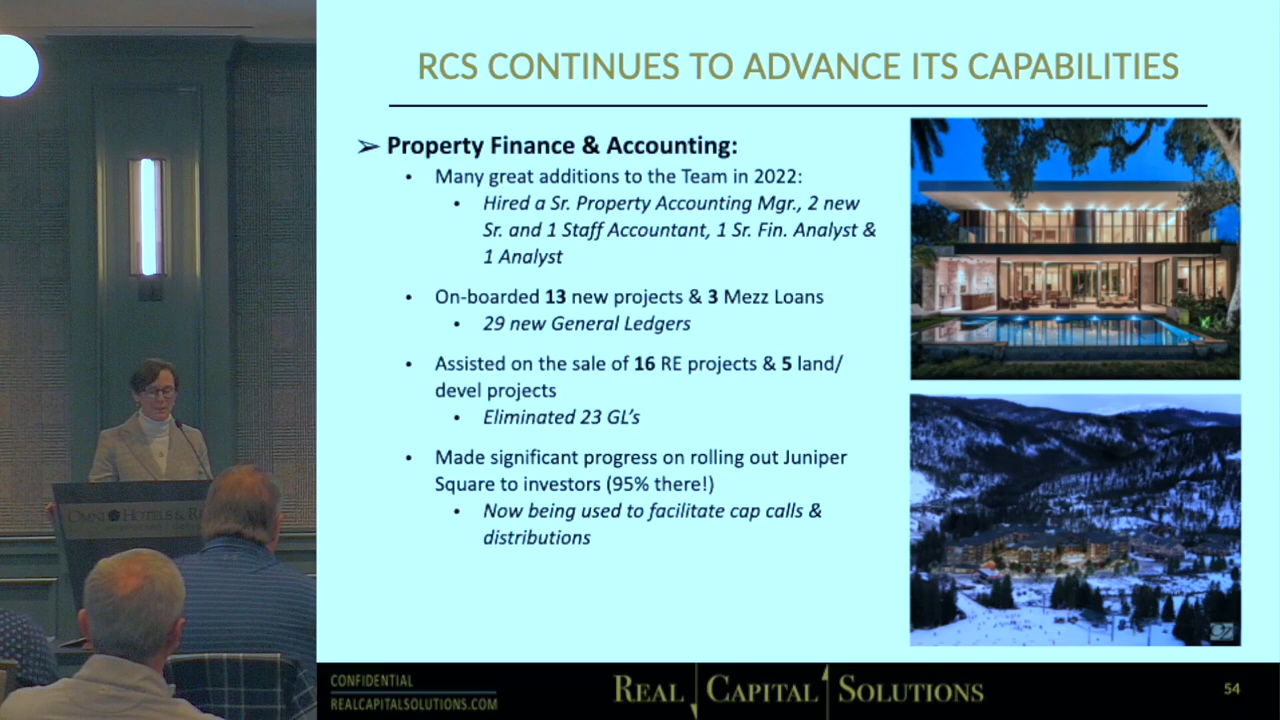 RCS CONTINUES TO ADVANCE ITS CAPABILITIES
➢ Property Finance & Accounting:
• Many great additions to the Team in 2022:
• Hired a Sr. Property Accounting Mgr., 2 new
Sr. and 1 Staff Accountant, 1 Sr. Fin. Analyst &
1 Analyst
• On-boarded 13 new projects & 3 Mezz Loans
• 29 new General Ledgers
• Assisted on the sale of 16 RE projects & 5 land/
devel projects
• Eliminated 23 GL's
• Made significant progress on rolling out Juniper
Square to investors (95% there!)
• Now being used to facilitate cap calls &
distributions
OMNI HOTELS & R
CONFIDENTIAL
REALCAPITALSOLUTIONS.COM
REAL CAPITAL SOLUTIONS
54